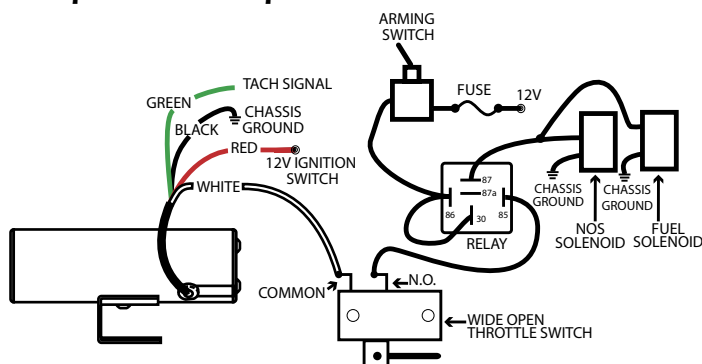 ARMING
SWITCH
FUSE
12V
TACH SIGNAL
GREEN
CHASSIS
GROUND
BLACK
RED
12V IGNITION
SWITCH
WHITE
87
87a
86
30
85
RELAY
CHASSIS
GROUND
CHASSIS
GROUND
NOS
SOLENOID
FUEL
SOLENOID
COMMON
N.O.
WIDE OPEN
THROTTLE SWITCH